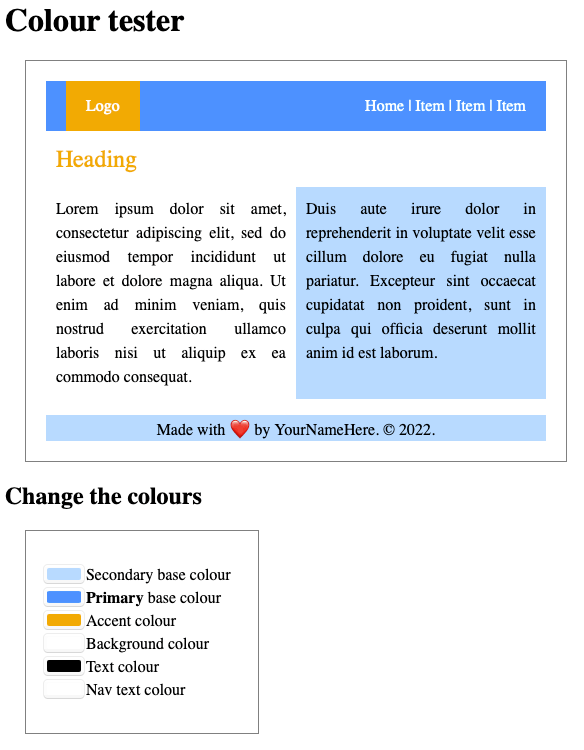 Colour tester
Logo
Home | Item | Item | Item
Heading
Lorem ipsum dolor sit amet,
consectetur adipiscing elit, sed do
eiusmod tempor incididunt ut
labore et dolore magna aliqua. Ut
enim ad minim veniam, quis
nostrud exercitation ullamco
laboris nisi ut aliquip ex ea
commodo consequat.
Duis aute irure dolor in
reprehenderit in voluptate velit esse
cillum dolore eu fugiat nulla
pariatur. Excepteur sint occaecat
cupidatat non proident, sunt in
culpa qui officia deserunt mollit
anim id est laborum.
Made with ❤️ by YourNameHere. © 2022.
Change the colours
Secondary base colour
Primary base colour
Accent colour
Background colour
Text colour
Nav text colour